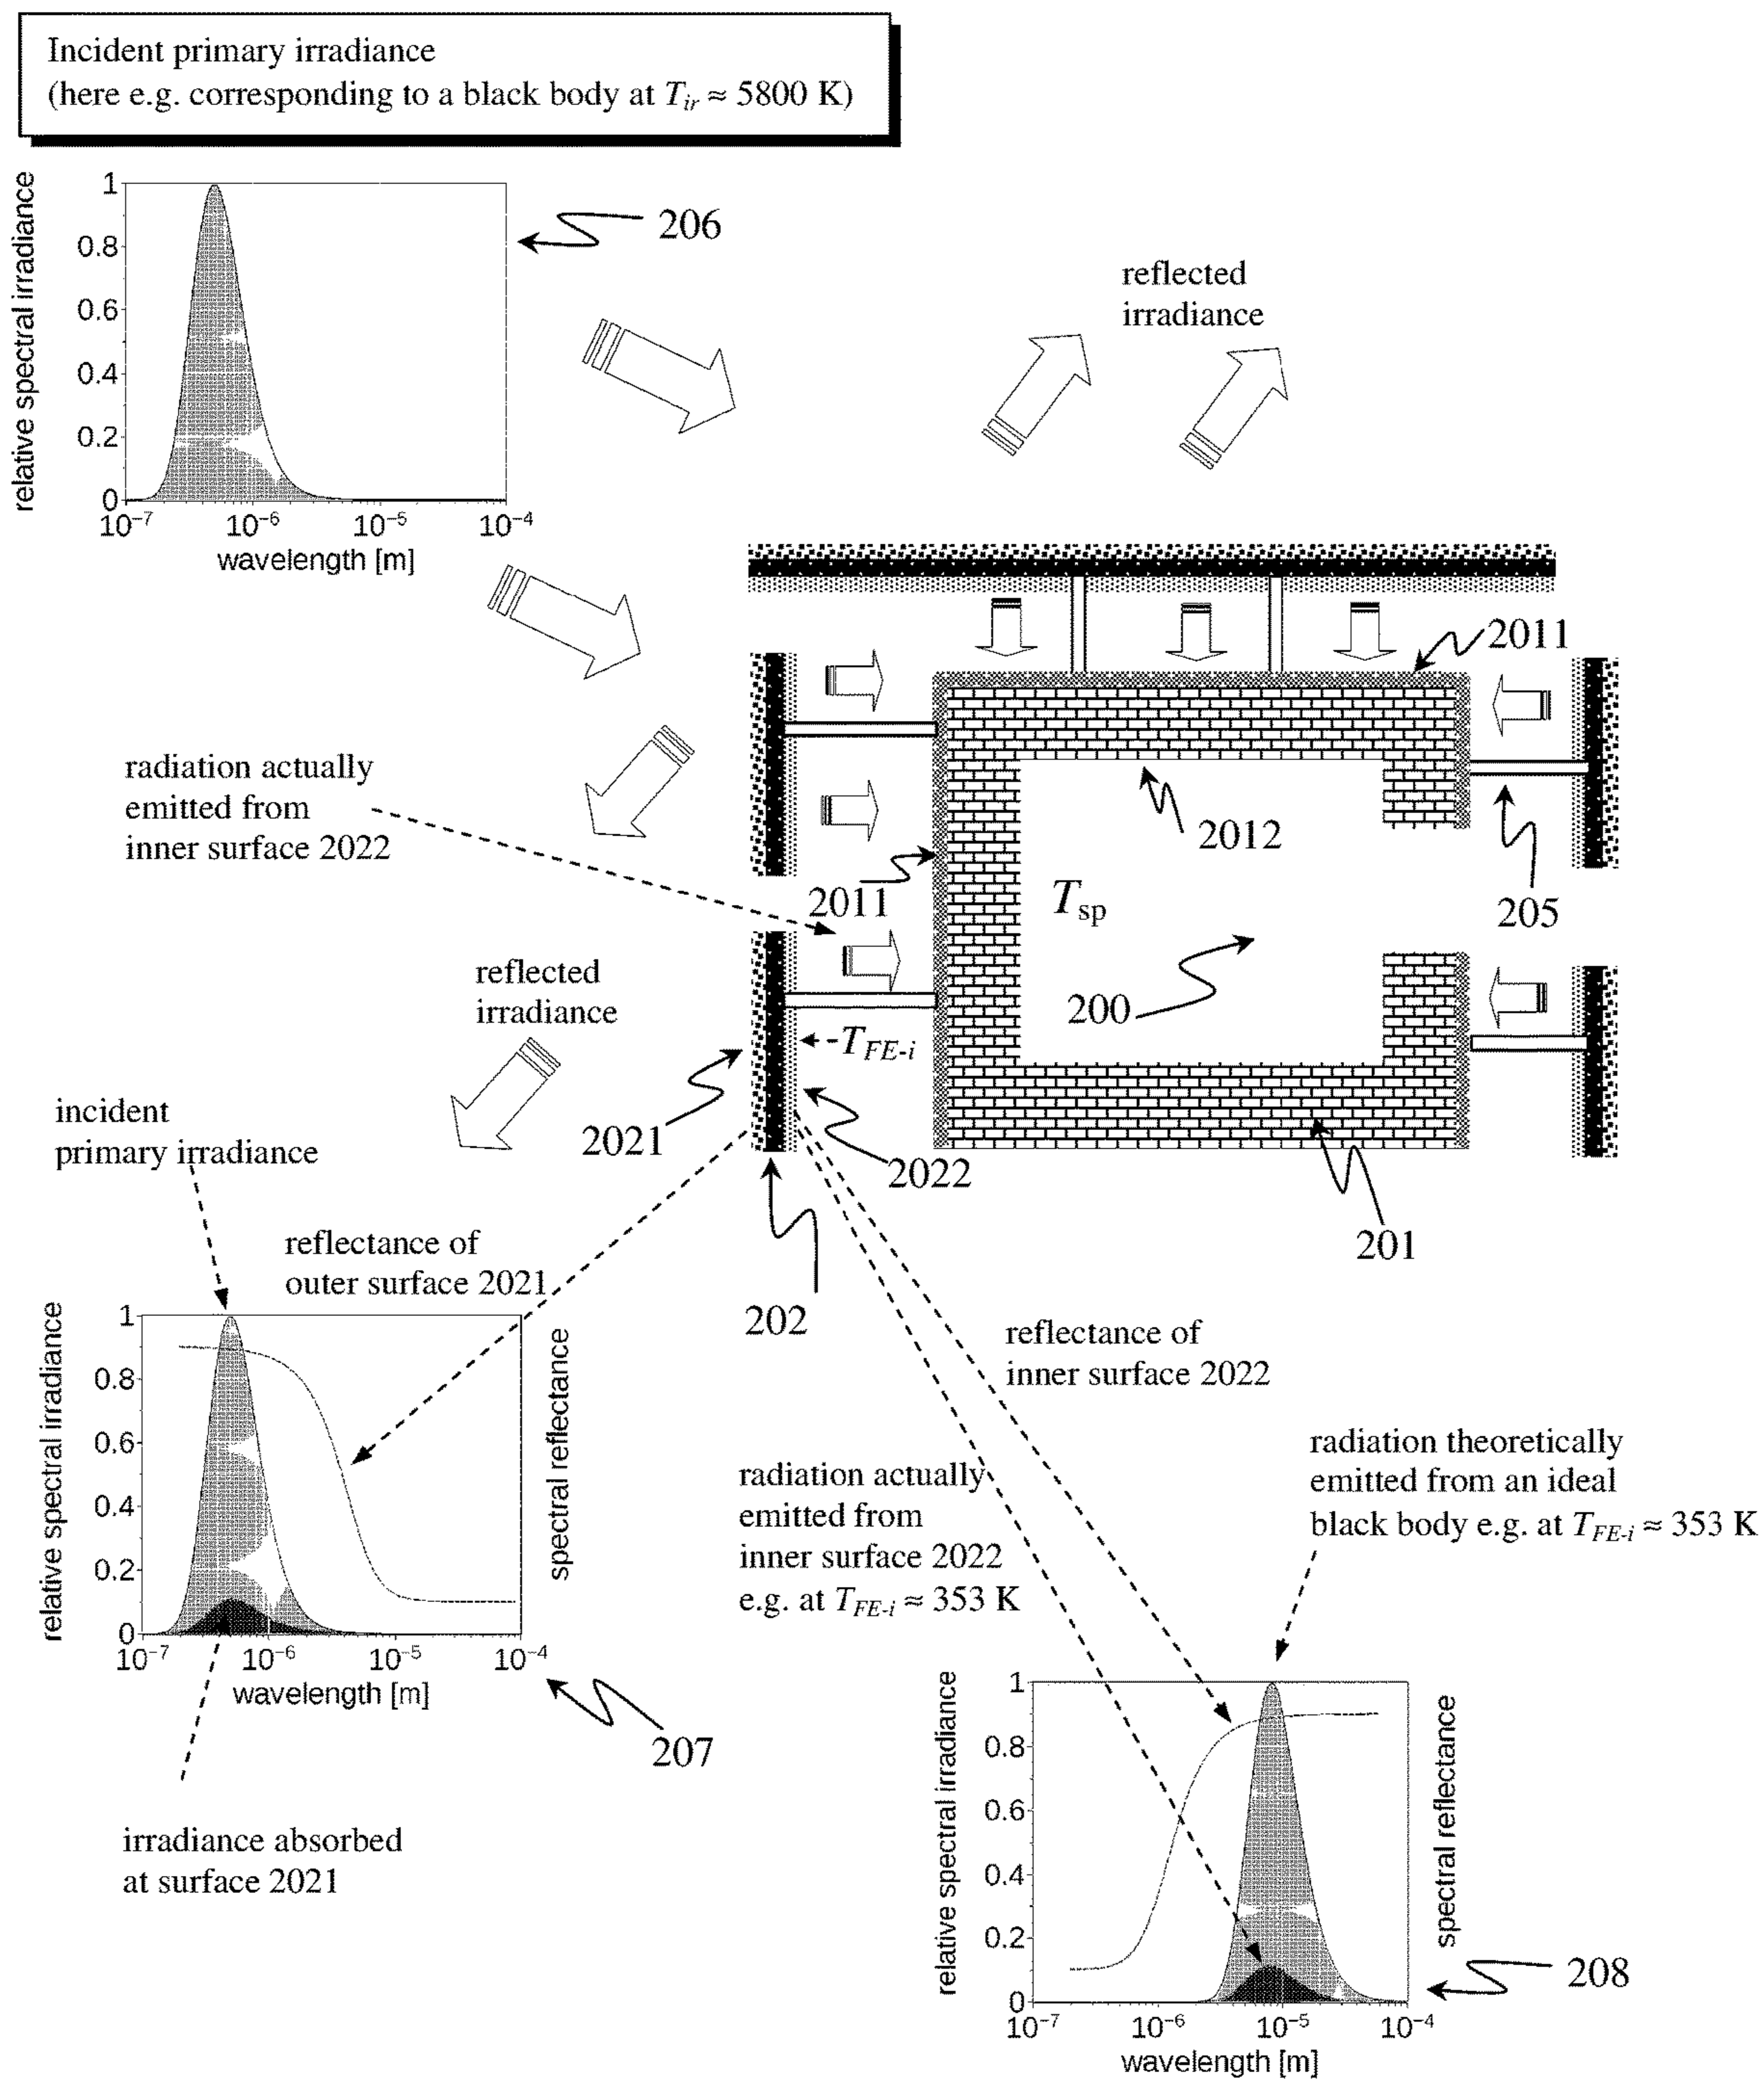 Incident primary irradiance
(here e.g. corresponding to a black body at T_ir ≈ 5800 K)
relative spectral irradiance
1
0.8
0.6
0.4
0.2
0
10⁻⁷ 10⁻⁶ 10⁻⁵ 10⁻⁴
wavelength [m]
206
reflected
irradiance
2011
radiation actually
emitted from
inner surface 2022
2012
2011
T_sp
205
200
reflected
irradiance
T_FE-i
2021
2022
201
202
incident
primary irradiance
reflectance of
outer surface 2021
relative spectral irradiance
1
0.8
0.6
0.4
0.2
0
10⁻⁷ 10⁻⁶ 10⁻⁵ 10⁻⁴
wavelength [m]
spectral reflectance
207
irradiance absorbed
at surface 2021
reflectance of
inner surface 2022
radiation actually
emitted from
inner surface 2022
e.g. at T_FE-i ≈ 353 K
radiation theoretically
emitted from an ideal
black body e.g. at T_FE-i ≈ 353 K
relative spectral irradiance
1
0.8
0.6
0.4
0.2
0
10⁻⁷ 10⁻⁶ 10⁻⁵ 10⁻⁴
wavelength [m]
spectral reflectance
208